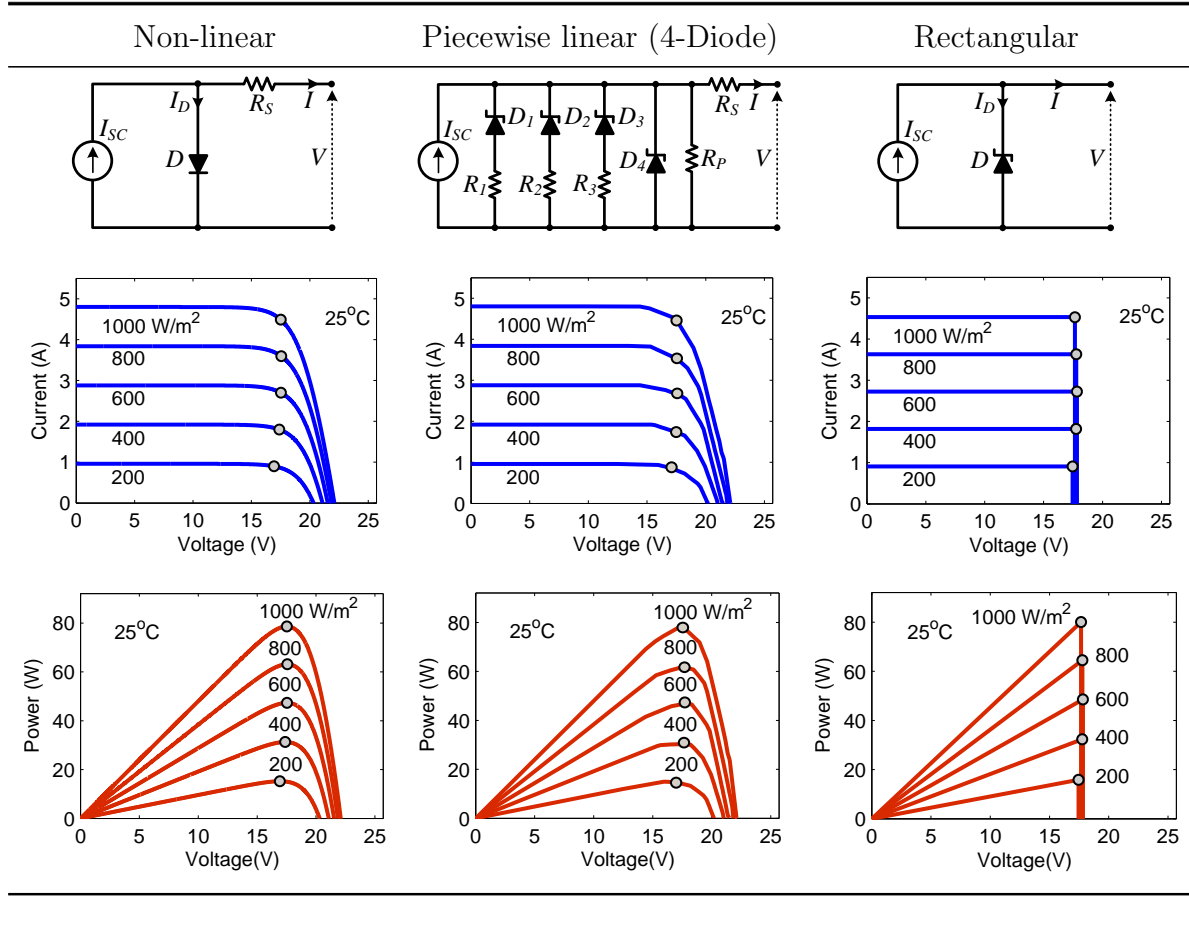 Non-linear
Piecewise linear (4-Diode)
Rectangular
I_D R_S I
I_SC
D V
D_1 D_2 D_3 R_S I
I_SC
D_4 R_P V
R_1 R_2 R_3
I_D I
I_SC
D V
Current (A)
5
4
3
2
1
0
1000 W/m²
25°C
800
600
400
200
0 5 10 15 20 25
Voltage (V)
Current (A)
5
4
3
2
1
0
1000 W/m²
25°C
800
600
400
200
0 5 10 15 20 25
Voltage (V)
Current (A)
5
4
3
2
1
0
1000 W/m²
25°C
800
600
400
200
0 5 10 15 20 25
Voltage (V)
Power (W)
80
60
40
20
0
1000 W/m²
25°C
800
600
400
200
0 5 10 15 20 25
Voltage(V)
Power (W)
80
60
40
20
0
1000 W/m²
25°C
800
600
400
200
0 5 10 15 20 25
Voltage(V)
Power (W)
80
60
40
20
0
1000 W/m²
25°C
800
600
400
200
0 5 10 15 20 25
Voltage(V)